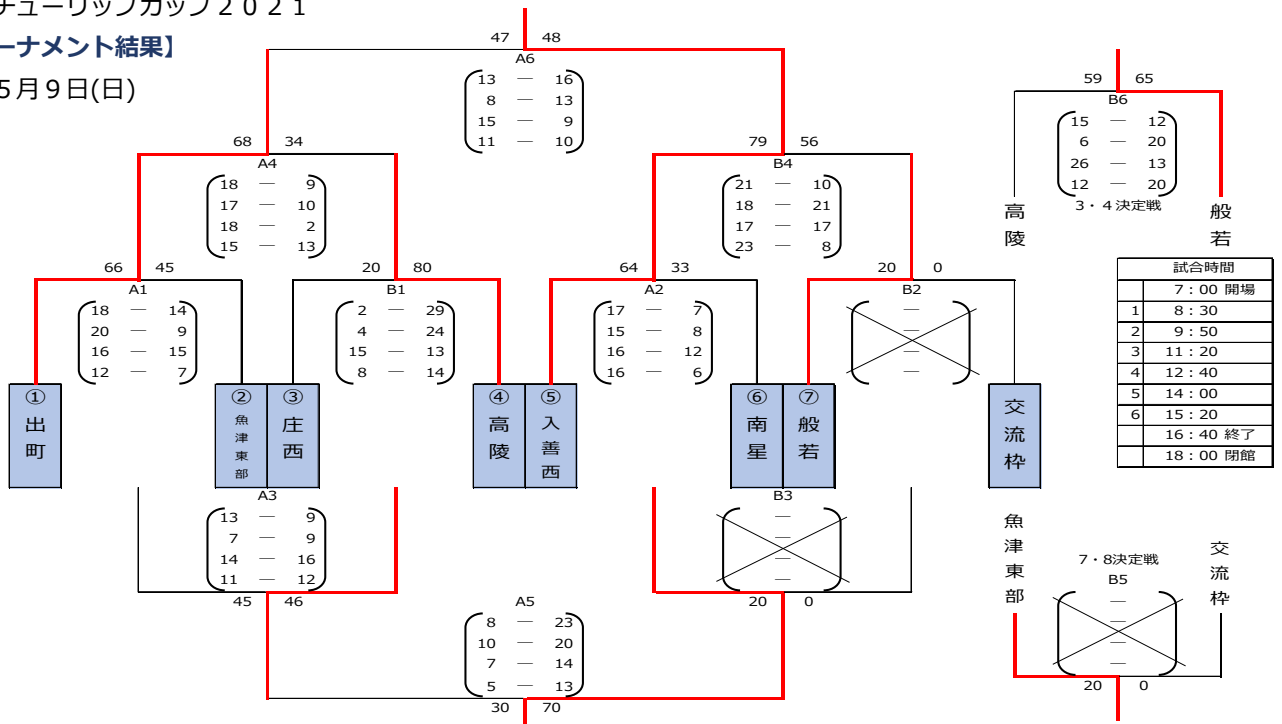 チューリップカップ２０２１
ーナメント結果】
5月9日(日)
47 48
A6
13 — 16
8 — 13
15 — 9
11 — 10
59 65
B6
15 — 12
6 — 20
26 — 13
12 — 20
3・4決定戦
高陵
般若
68 34
A4
18 — 9
17 — 10
18 — 2
15 — 13
79 56
B4
21 — 10
18 — 21
17 — 17
23 — 8
66 45
A1
18 — 14
20 — 9
16 — 15
12 — 7
20 80
B1
2 — 29
4 — 24
15 — 13
8 — 14
64 33
A2
17 — 7
15 — 8
16 — 12
16 — 6
20 0
B2
—
—
—
—
試合時間
7：00 開場
1 8：30
2 9：50
3 11：20
4 12：40
5 14：00
6 15：20
16：40 終了
18：00 閉館
①出町
②魚津東部
③庄西
④高陵
⑤入善西
⑥南星
⑦般若
交流枠
A3
13 — 9
7 — 9
14 — 16
11 — 12
45 46
B3
—
—
—
—
20 0
A5
8 — 23
10 — 20
7 — 14
5 — 13
30 70
魚津東部
交流枠
7・8決定戦
B5
—
—
—
—
20 0